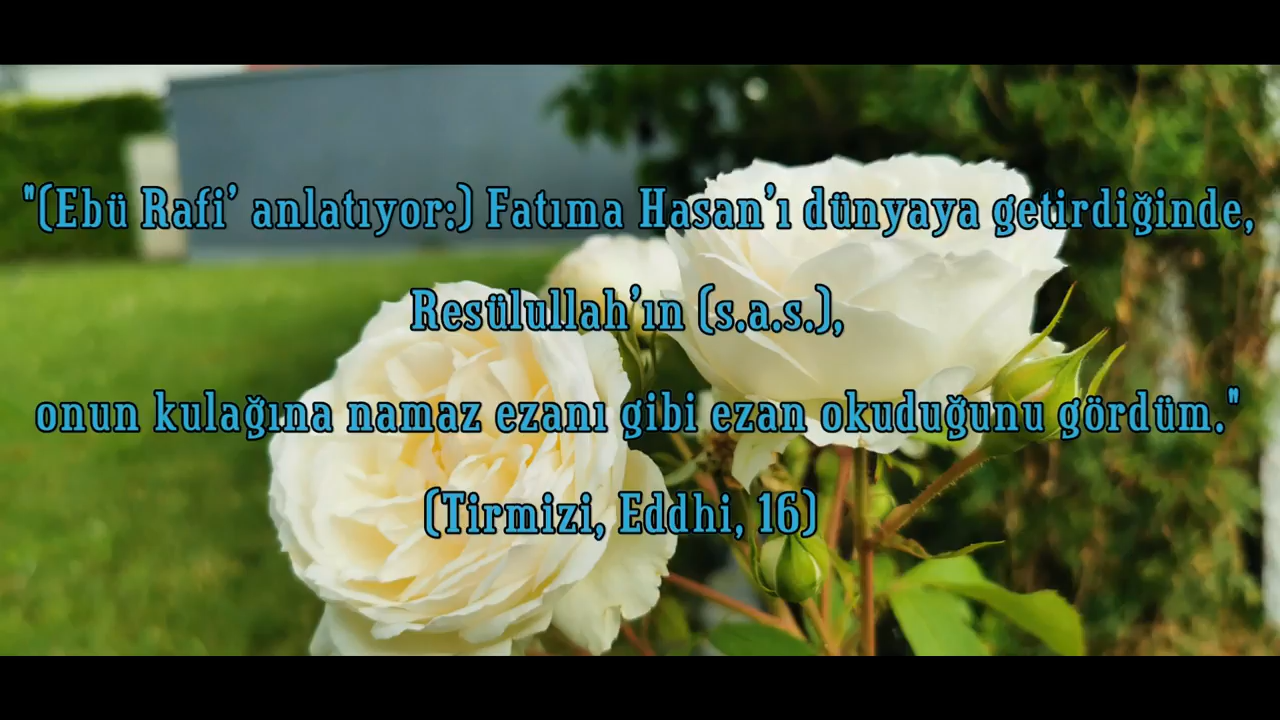 "(Ebü Rafi’ anlatıyor:) Fatıma Hasan’ı dünyaya getirdiğinde,
Resülullah’ın (s.a.s.),
onun kulağına namaz ezanı gibi ezan okuduğunu gördüm."
(Tirmizi, Eddhi, 16)